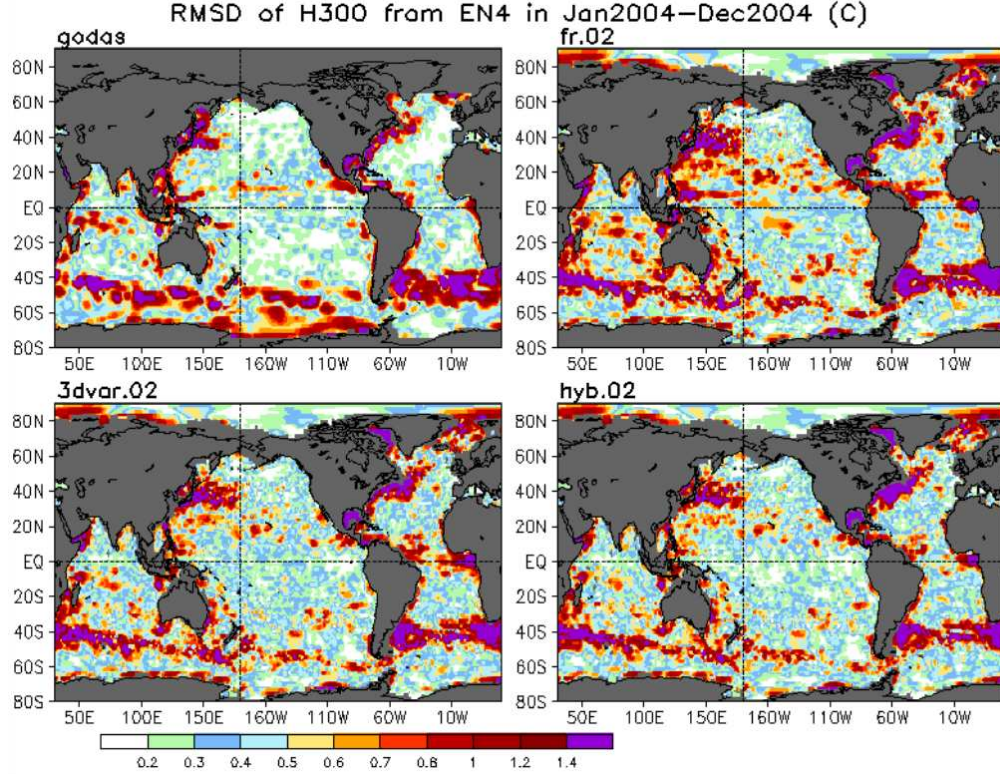 RMSD of H300 from EN4 in Jan2004–Dec2004 (C)
godas
fr.02
80N
60N
40N
20N
EQ
20S
40S
60S
80S
50E 100E 150E 160W 110W 60W 10W
80N
60N
40N
20N
EQ
20S
40S
60S
80S
50E 100E 150E 160W 110W 60W 10W
3dvar.02
hyb.02
80N
60N
40N
20N
EQ
20S
40S
60S
80S
50E 100E 150E 160W 110W 60W 10W
80N
60N
40N
20N
EQ
20S
40S
60S
80S
50E 100E 150E 160W 110W 60W 10W
0.2 0.3 0.4 0.5 0.6 0.7 0.8 1 1.2 1.4